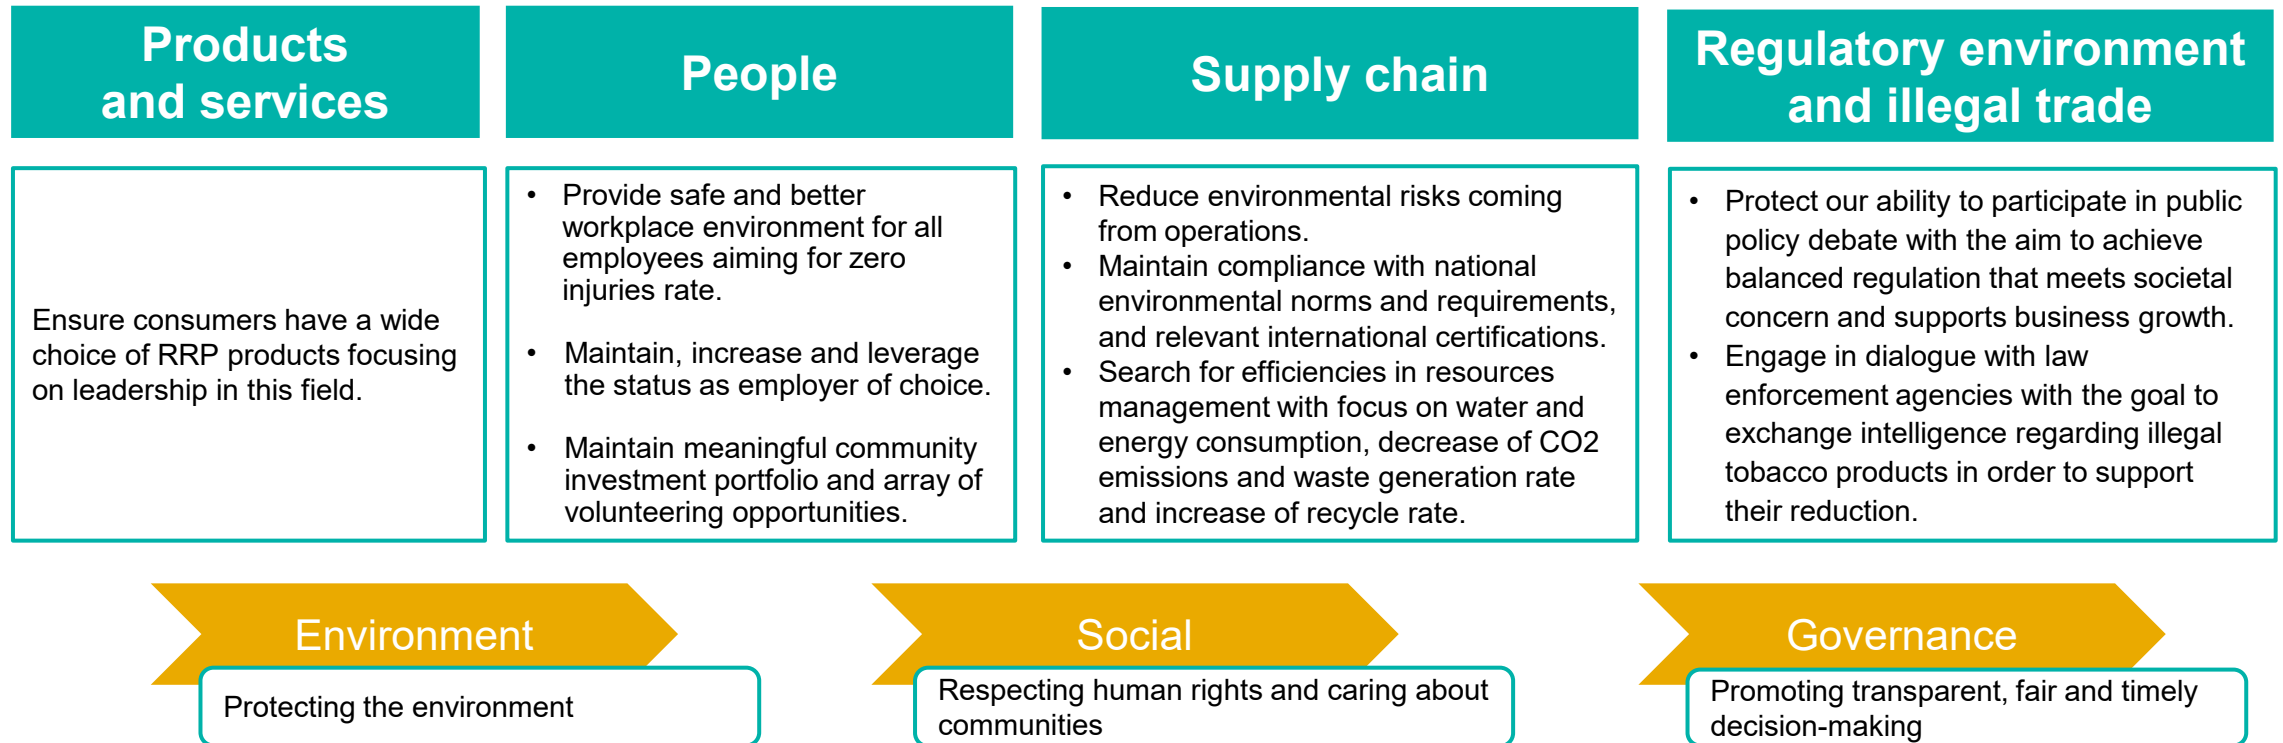 Products
and services
Ensure consumers have a wide
choice of RRP products focusing
on leadership in this field.
People
• Provide safe and better
workplace environment for all
employees aiming for zero
injuries rate.
• Maintain, increase and leverage
the status as employer of choice.
• Maintain meaningful community
investment portfolio and array of
volunteering opportunities.
Supply chain
• Reduce environmental risks coming
from operations.
• Maintain compliance with national
environmental norms and requirements,
and relevant international certifications.
• Search for efficiencies in resources
management with focus on water and
energy consumption, decrease of CO2
emissions and waste generation rate
and increase of recycle rate.
Regulatory environment
and illegal trade
• Protect our ability to participate in public
policy debate with the aim to achieve
balanced regulation that meets societal
concern and supports business growth.
• Engage in dialogue with law
enforcement agencies with the goal to
exchange intelligence regarding illegal
tobacco products in order to support
their reduction.
Environment
Protecting the environment
Social
Respecting human rights and caring about
communities
Governance
Promoting transparent, fair and timely
decision-making